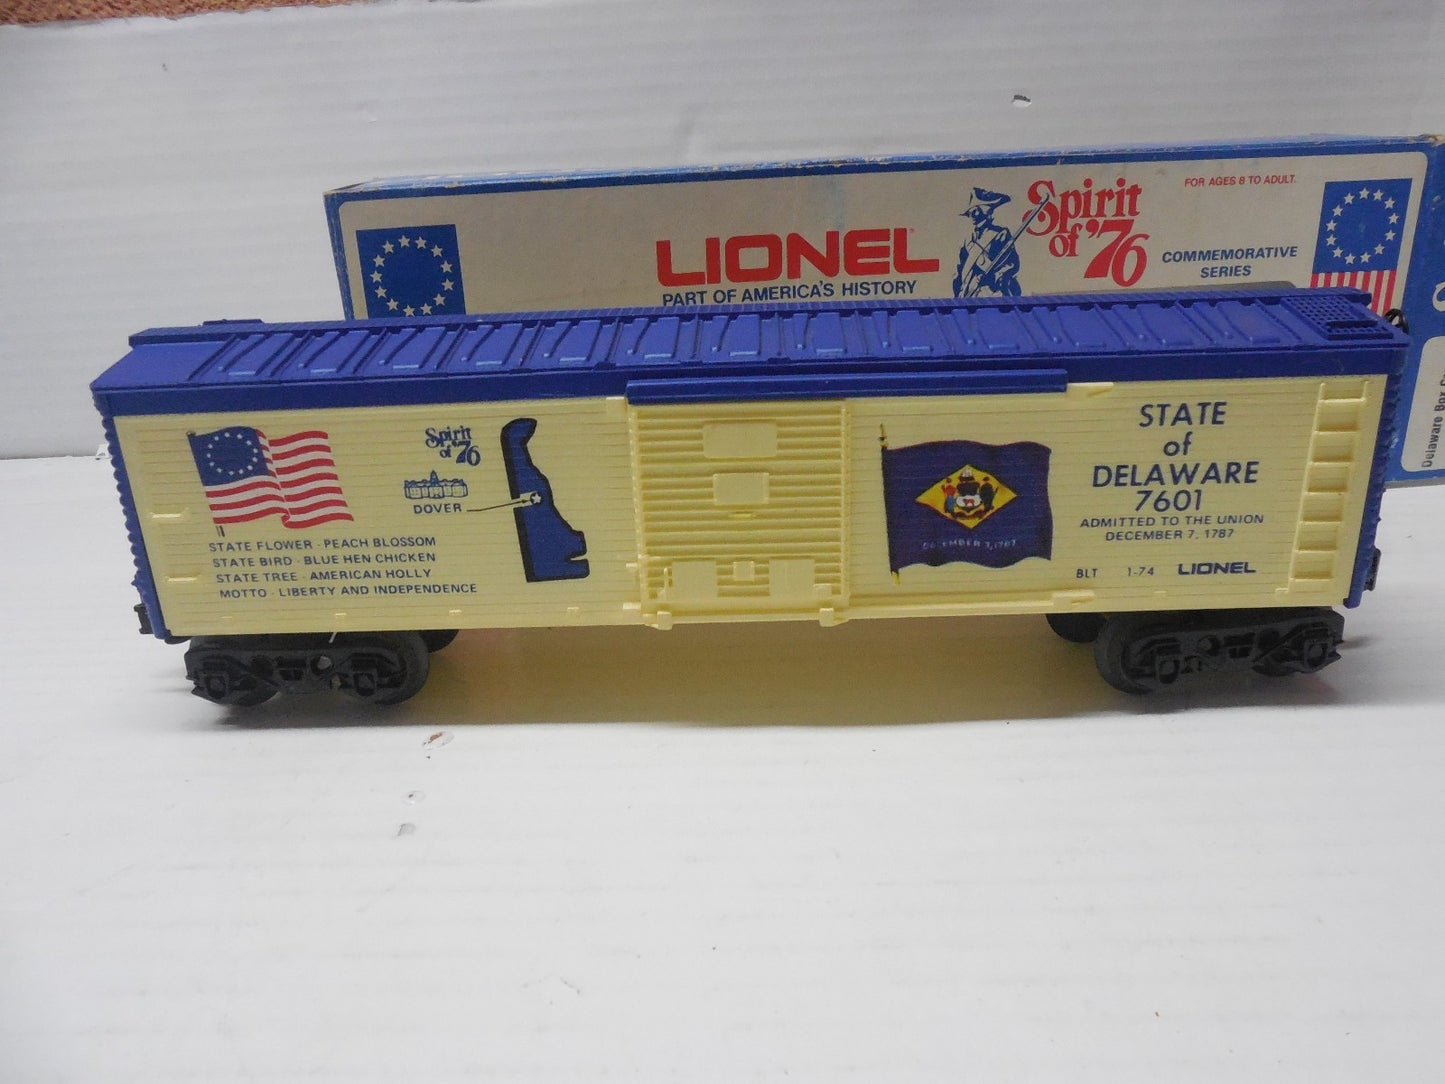 LIONEL
PART OF AMERICA'S HISTORY
Spirit
of '76
FOR AGES 8 TO ADULT.
COMMEMORATIVE
SERIES
Delaware Box
Spirit
of '76
DOVER
STATE FLOWER - PEACH BLOSSOM
STATE BIRD - BLUE HEN CHICKEN
STATE TREE - AMERICAN HOLLY
MOTTO - LIBERTY AND INDEPENDENCE
DECEMBER 7, 1787
STATE
of
DELAWARE
7601
ADMITTED TO THE UNION
DECEMBER 7, 1787
BLT 1-74 LIONEL